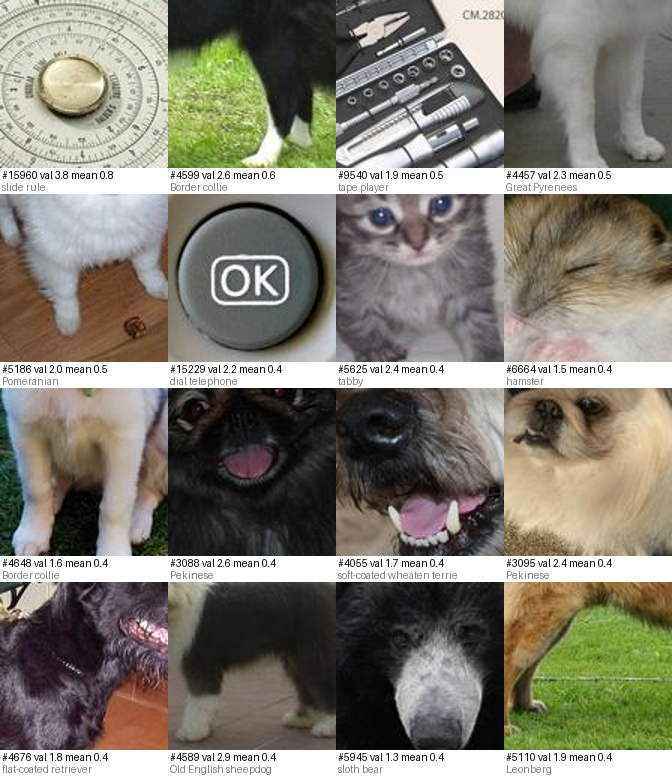 CM.2820
#15960 val 3.8 mean 0.8
slide rule
#4599 val 2.6 mean 0.6
Border collie
#9540 val 1.9 mean 0.5
tape player
#4457 val 2.3 mean 0.5
Great Pyrenees
OK
#5186 val 2.0 mean 0.5
Pomeranian
#15229 val 2.2 mean 0.4
dial telephone
#5625 val 2.4 mean 0.4
tabby
#6664 val 1.5 mean 0.4
hamster
#4648 val 1.6 mean 0.4
Border collie
#3088 val 2.6 mean 0.4
Pekinese
#4055 val 1.7 mean 0.4
soft-coated wheaten terrie
#3095 val 2.4 mean 0.4
Pekinese
#4676 val 1.8 mean 0.4
flat-coated retriever
#4589 val 2.9 mean 0.4
Old English sheepdog
#5945 val 1.3 mean 0.4
sloth bear
#5110 val 1.9 mean 0.4
Leonberg